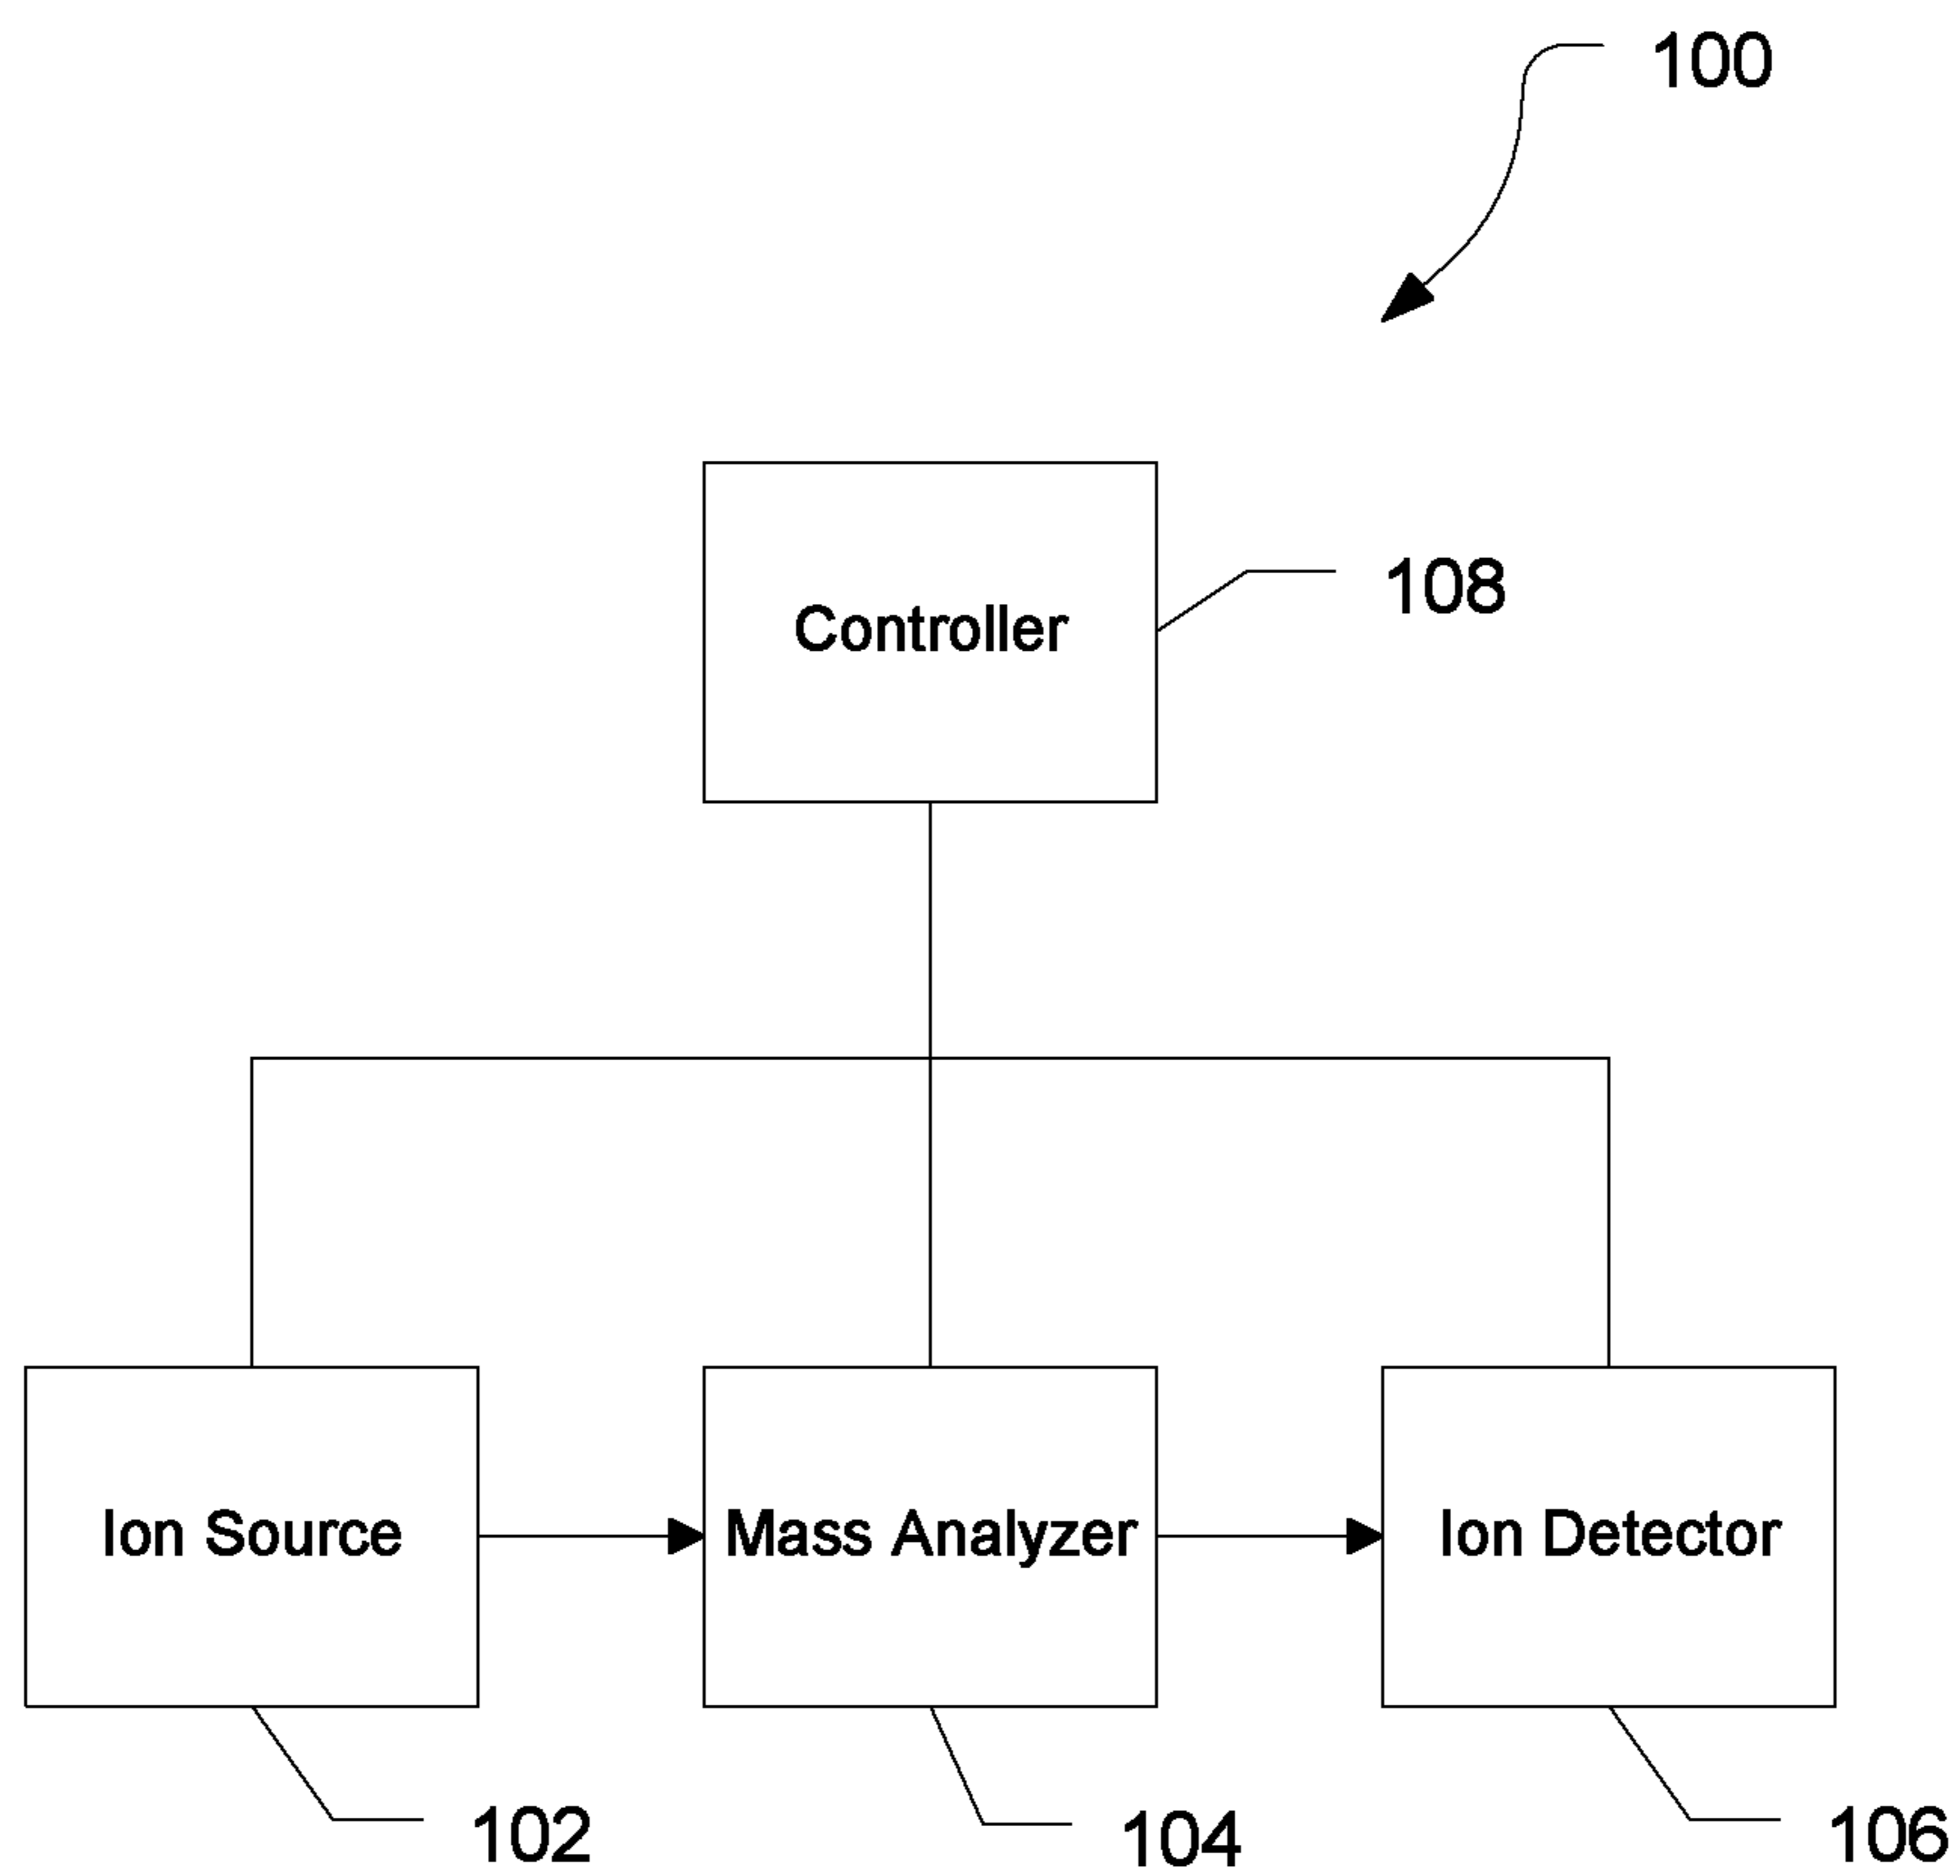 100
108
Controller
Ion Source
Mass Analyzer
Ion Detector
102
104
106